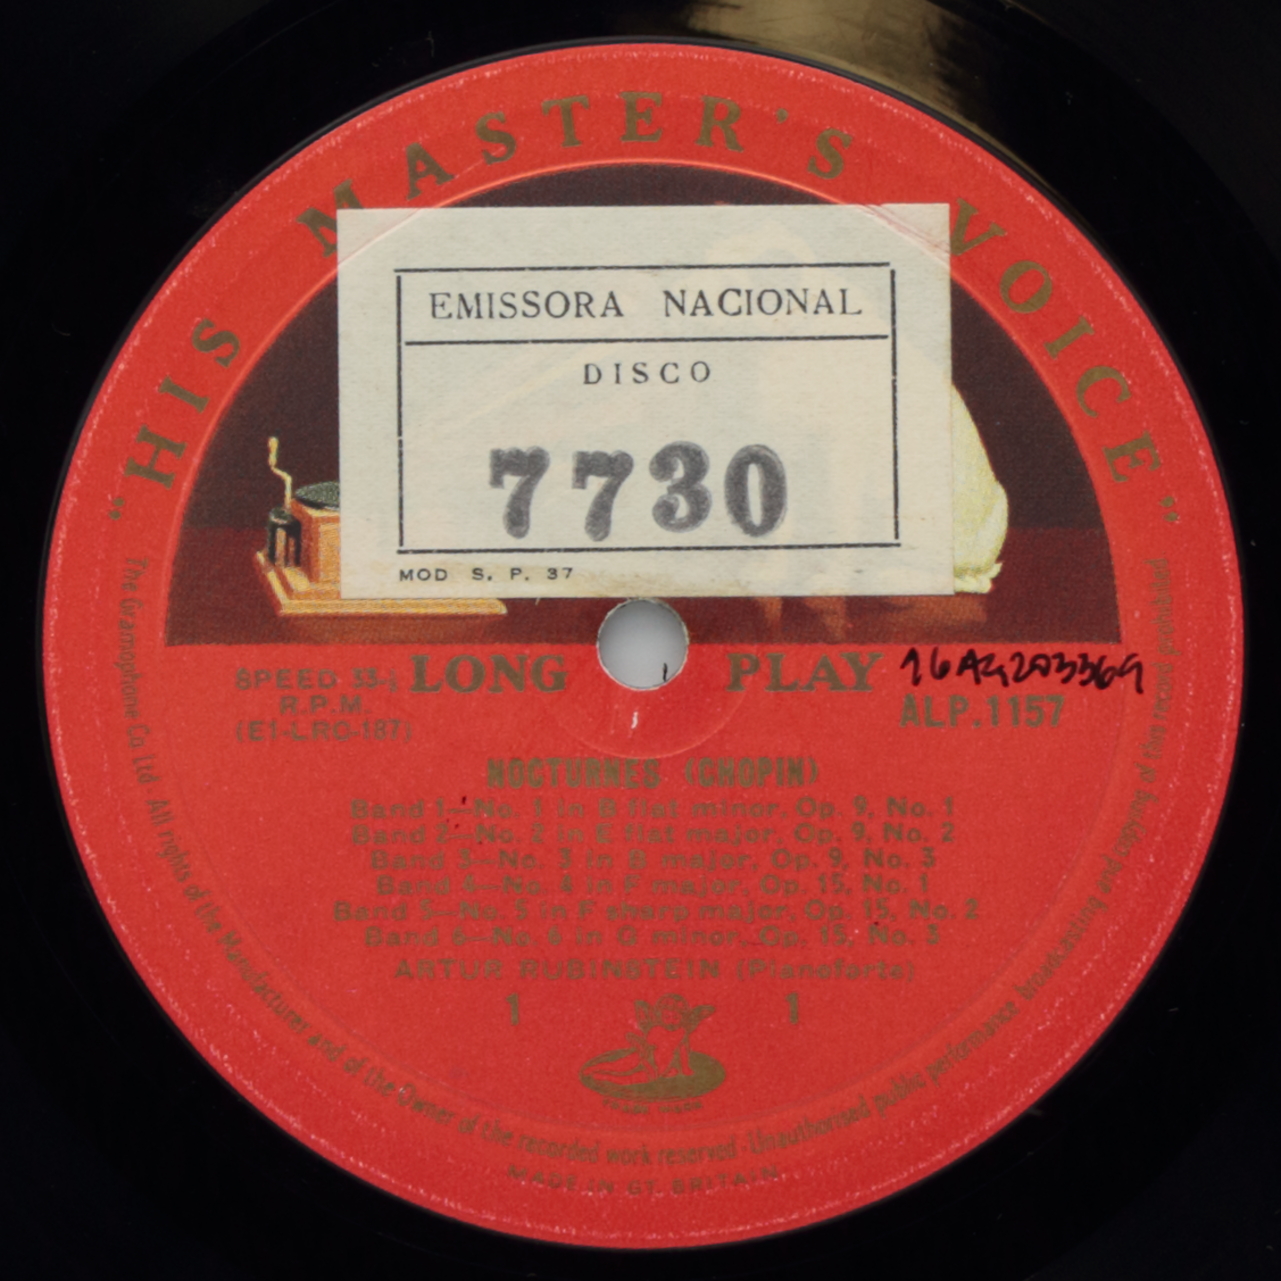 "HIS MASTER'S VOICE"
EMISSORA NACIONAL
DISCO
7730
MOD S. P. 37
SPEED 33⅓
R.P.M.
(E1-LRC-187)
LONG PLAY
16AG203369
ALP.1157
NOCTURNES (CHOPIN)
Band 1—No. 1 in B flat minor, Op. 9, No. 1
Band 2—No. 2 in E flat major, Op. 9, No. 2
Band 3—No. 3 in B major, Op. 9, No. 3
Band 4—No. 4 in F major, Op. 15, No. 1
Band 5—No. 5 in F sharp major, Op. 15, No. 2
Band 6—No. 6 in G minor, Op. 15, No. 3
ARTUR RUBINSTEIN (Pianoforte)
1 1
TRADE MARK
The Gramophone Co Ltd · All rights of the Manufacturer and of the Owner of the recorded work reserved · Unauthorised public performance broadcasting and copying of this record prohibited
MADE IN GT. BRITAIN